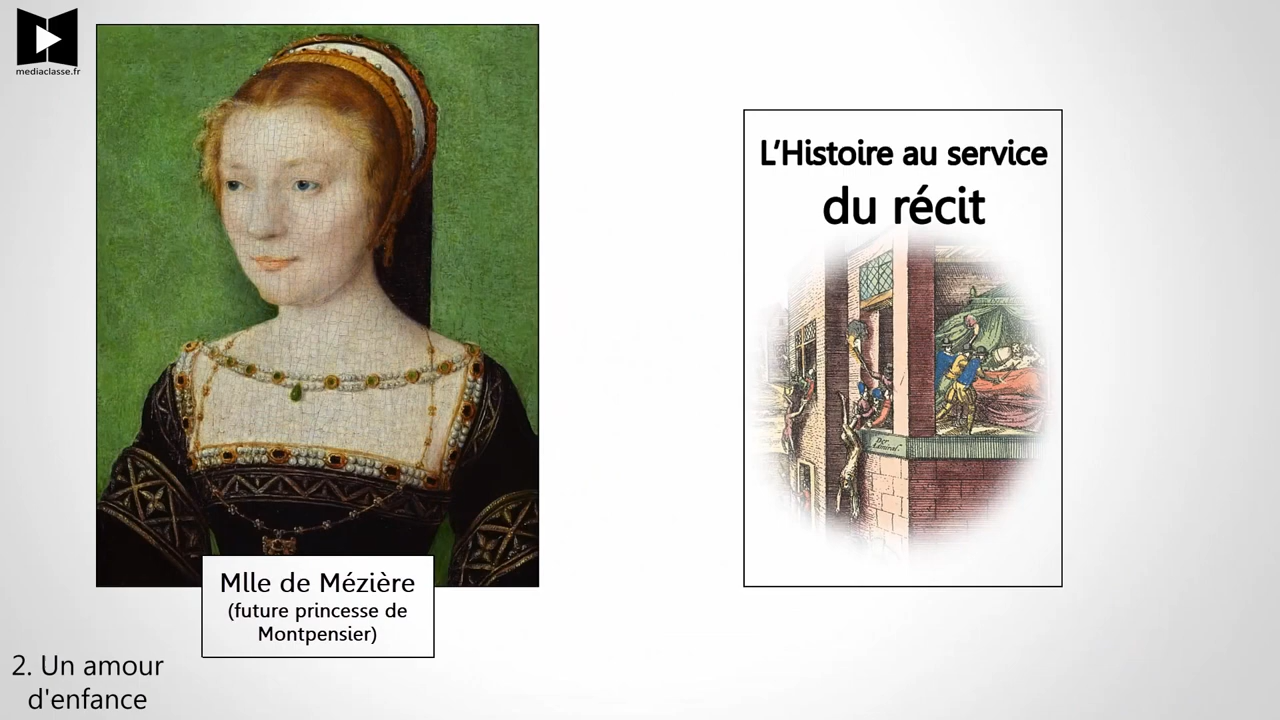 mediaclasse.fr
L'Histoire au service
du récit
Mlle de Mézière
(future princesse de
Montpensier)
2. Un amour
d'enfance